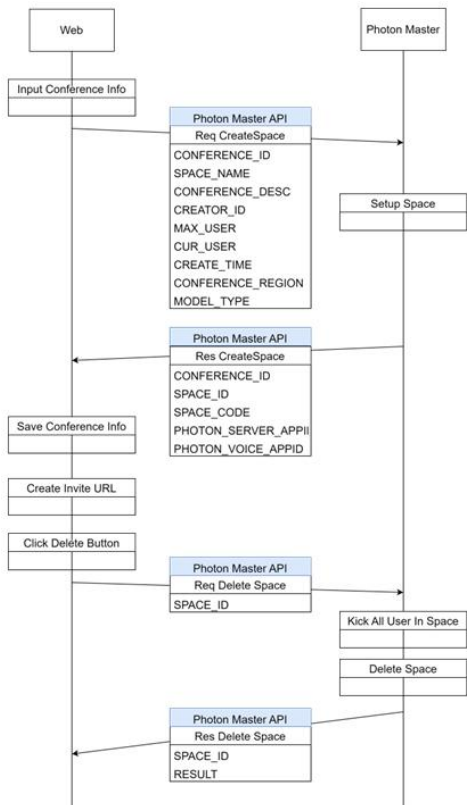 Web
Photon Master
Input Conference Info
Photon Master API
Req CreateSpace
CONFERENCE_ID
SPACE_NAME
CONFERENCE_DESC
CREATOR_ID
MAX_USER
CUR_USER
CREATE_TIME
CONFERENCE_REGION
MODEL_TYPE
Setup Space
Photon Master API
Res CreateSpace
CONFERENCE_ID
SPACE_ID
SPACE_CODE
PHOTON_SERVER_APPII
PHOTON_VOICE_APPID
Save Conference Info
Create Invite URL
Click Delete Button
Photon Master API
Req Delete Space
SPACE_ID
Kick All User In Space
Delete Space
Photon Master API
Res Delete Space
SPACE_ID
RESULT